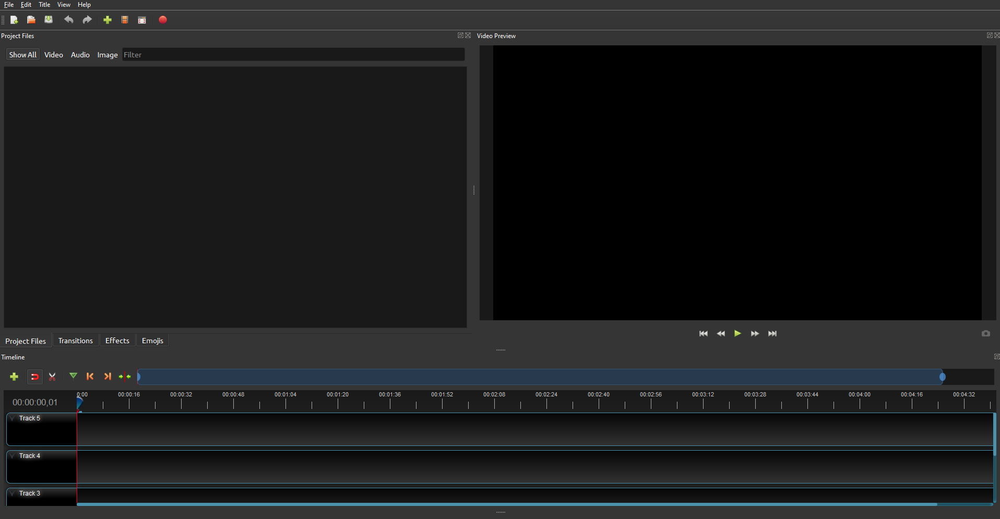 File Edit Title View Help
Project Files
Video Preview
Show All Video Audio Image Filter
Project Files Transitions Effects Emojis
Timeline
0:00 00:00:16 00:00:32 00:00:48 00:01:04 00:01:20 00:01:36 00:01:52 00:02:08 00:02:24 00:02:40 00:02:56 00:03:12 00:03:28 00:03:44 00:04:00 00:04:16 00:04:32
00:00:00,01
Track 5
Track 4
Track 3